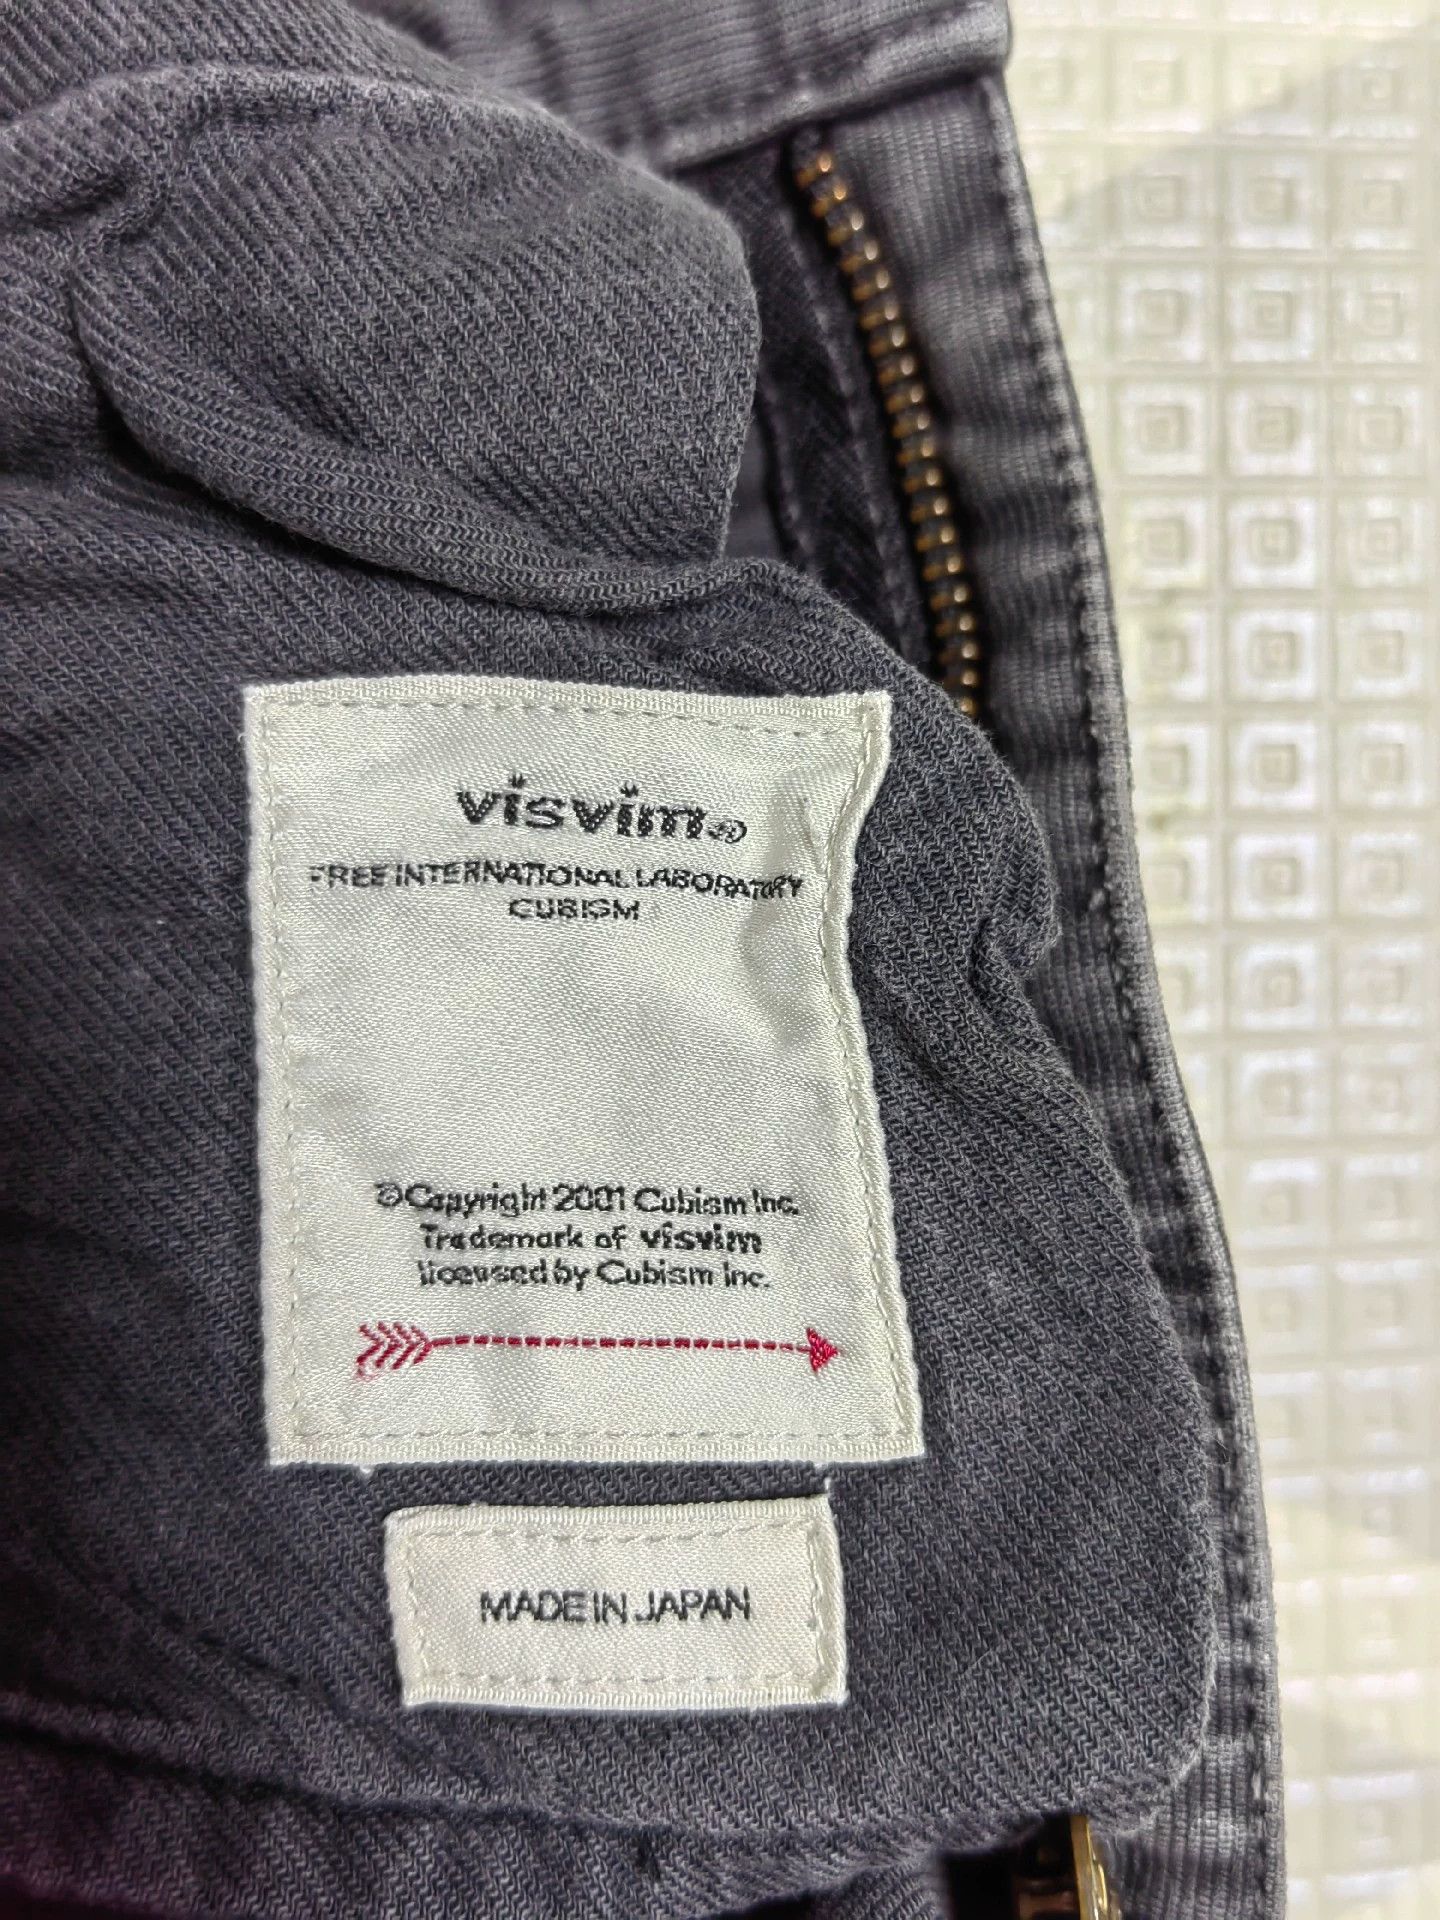 visvim®
FREE INTERNATIONAL LABORATORY
CUBISM
©Copyright 2001 Cubism Inc.
Trademark of visvim
licensed by Cubism Inc.
MADE IN JAPAN